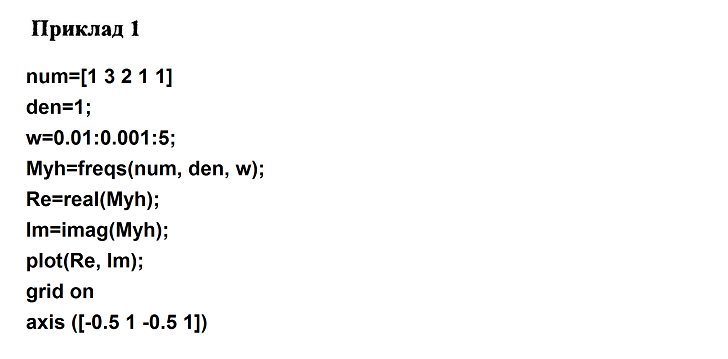 Приклад 1
num=[1 3 2 1 1]
den=1;
w=0.01:0.001:5;
Myh=freqs(num, den, w);
Re=real(Myh);
Im=imag(Myh);
plot(Re, Im);
grid on
axis ([-0.5 1 -0.5 1])